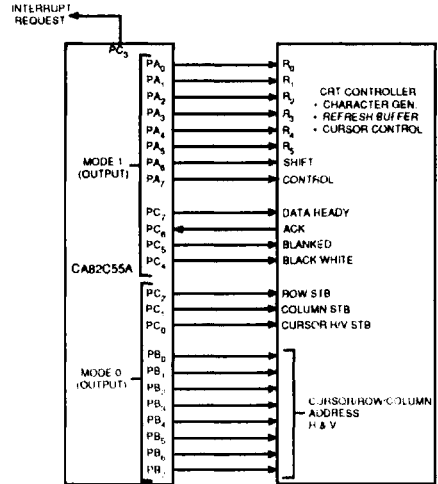 INTERRUPT
REQUEST
PC3
PA0
PA1
PA2
PA3
PA4
PA5
PA6
PA7
MODE 1
(OUTPUT)
PC7
PC6
PC5
PC4
CA82C55A
PC2
PC1
PC0
MODE 0
(OUTPUT)
PB0
PB1
PB2
PB3
PB4
PB5
PB6
PB7
R0
R1
R2
R3
R4
R5
SHIFT
CONTROL
CRT CONTROLLER
• CHARACTER GEN.
• REFRESH BUFFER
• CURSOR CONTROL
DATA READY
ACK
BLANKED
BLACK WHITE
ROW STB
COLUMN STB
CURSOR H/V STB
CURSOR/ROW/COLUMN
ADDRESS
H & V